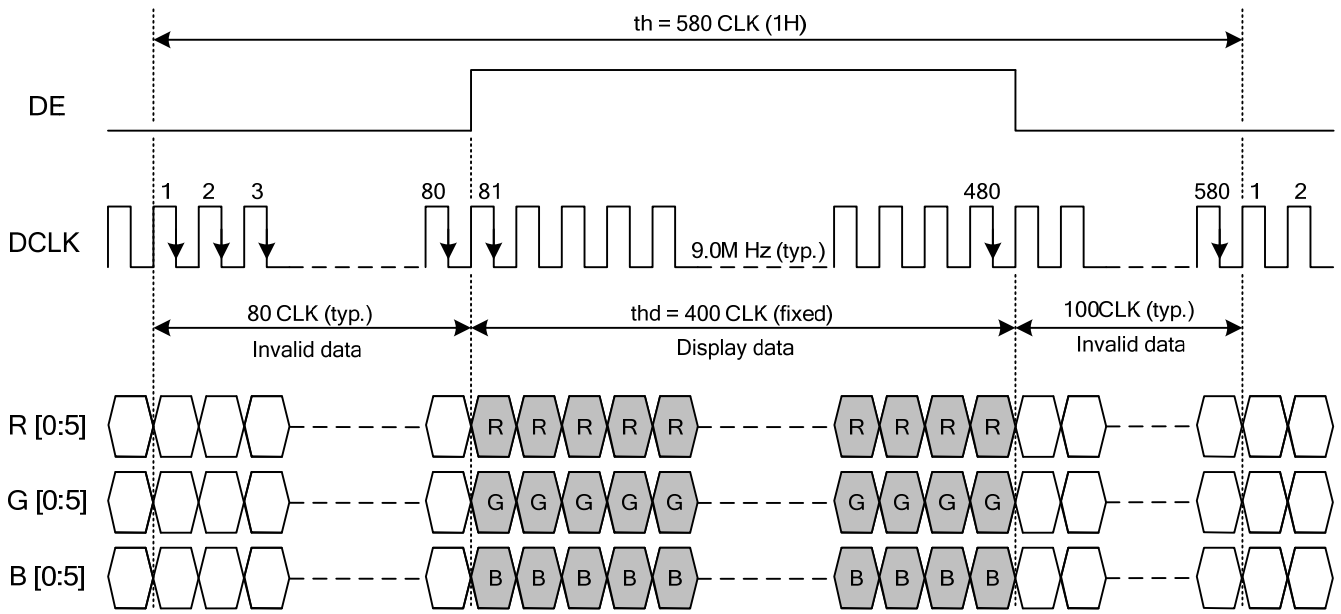 th = 580 CLK (1H)
DE
1 2 3 80 81 480 580 1 2
DCLK
9.0M Hz (typ.)
80 CLK (typ.) thd = 400 CLK (fixed) 100CLK (typ.)
Invalid data Display data Invalid data
R [0:5] R R R R R R R R R
G [0:5] G G G G G G G G G
B [0:5] B B B B B B B B B